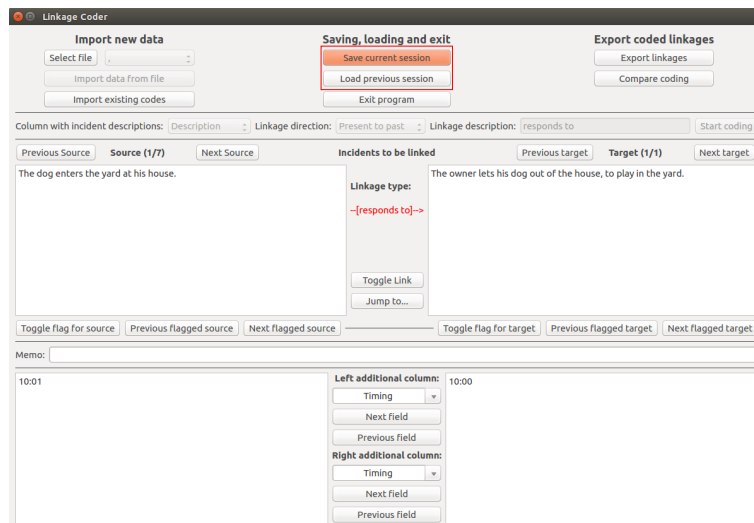 Linkage Coder
Import new data
Saving, loading and exit
Export coded linkages
Select file ,
Save current session
Export linkages
Import data from file
Load previous session
Compare coding
Import existing codes
Exit program
Column with incident descriptions: Description Linkage direction: Present to past Linkage description: responds to Start coding
Previous Source Source (1/7) Next Source Incidents to be linked Previous target Target (1/1) Next target
The dog enters the yard at his house.
Linkage type:
--[responds to]-->
Toggle Link
Jump to...
The owner lets his dog out of the house, to play in the yard.
Toggle flag for source Previous flagged source Next flagged source Toggle flag for target Previous flagged target Next flagged target
Memo:
10:01
Left additional column:
Timing
Next field
Previous field
Right additional column:
Timing
Next field
Previous field
10:00